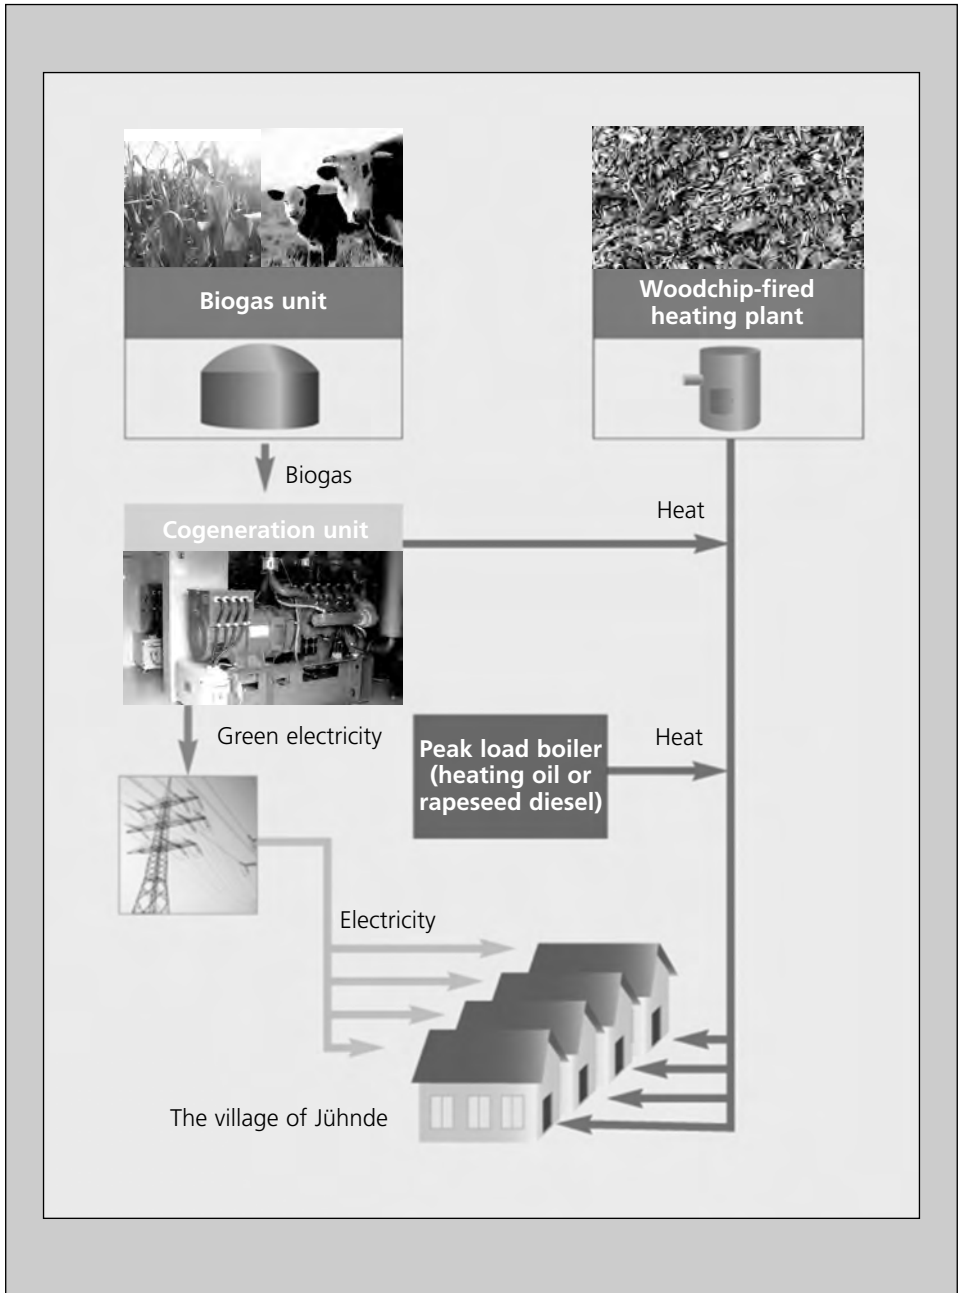 Biogas unit
Woodchip-fired
heating plant
Biogas
Cogeneration unit
Heat
Green electricity
Peak load boiler
(heating oil or
rapeseed diesel)
Heat
Electricity
The village of Jühnde